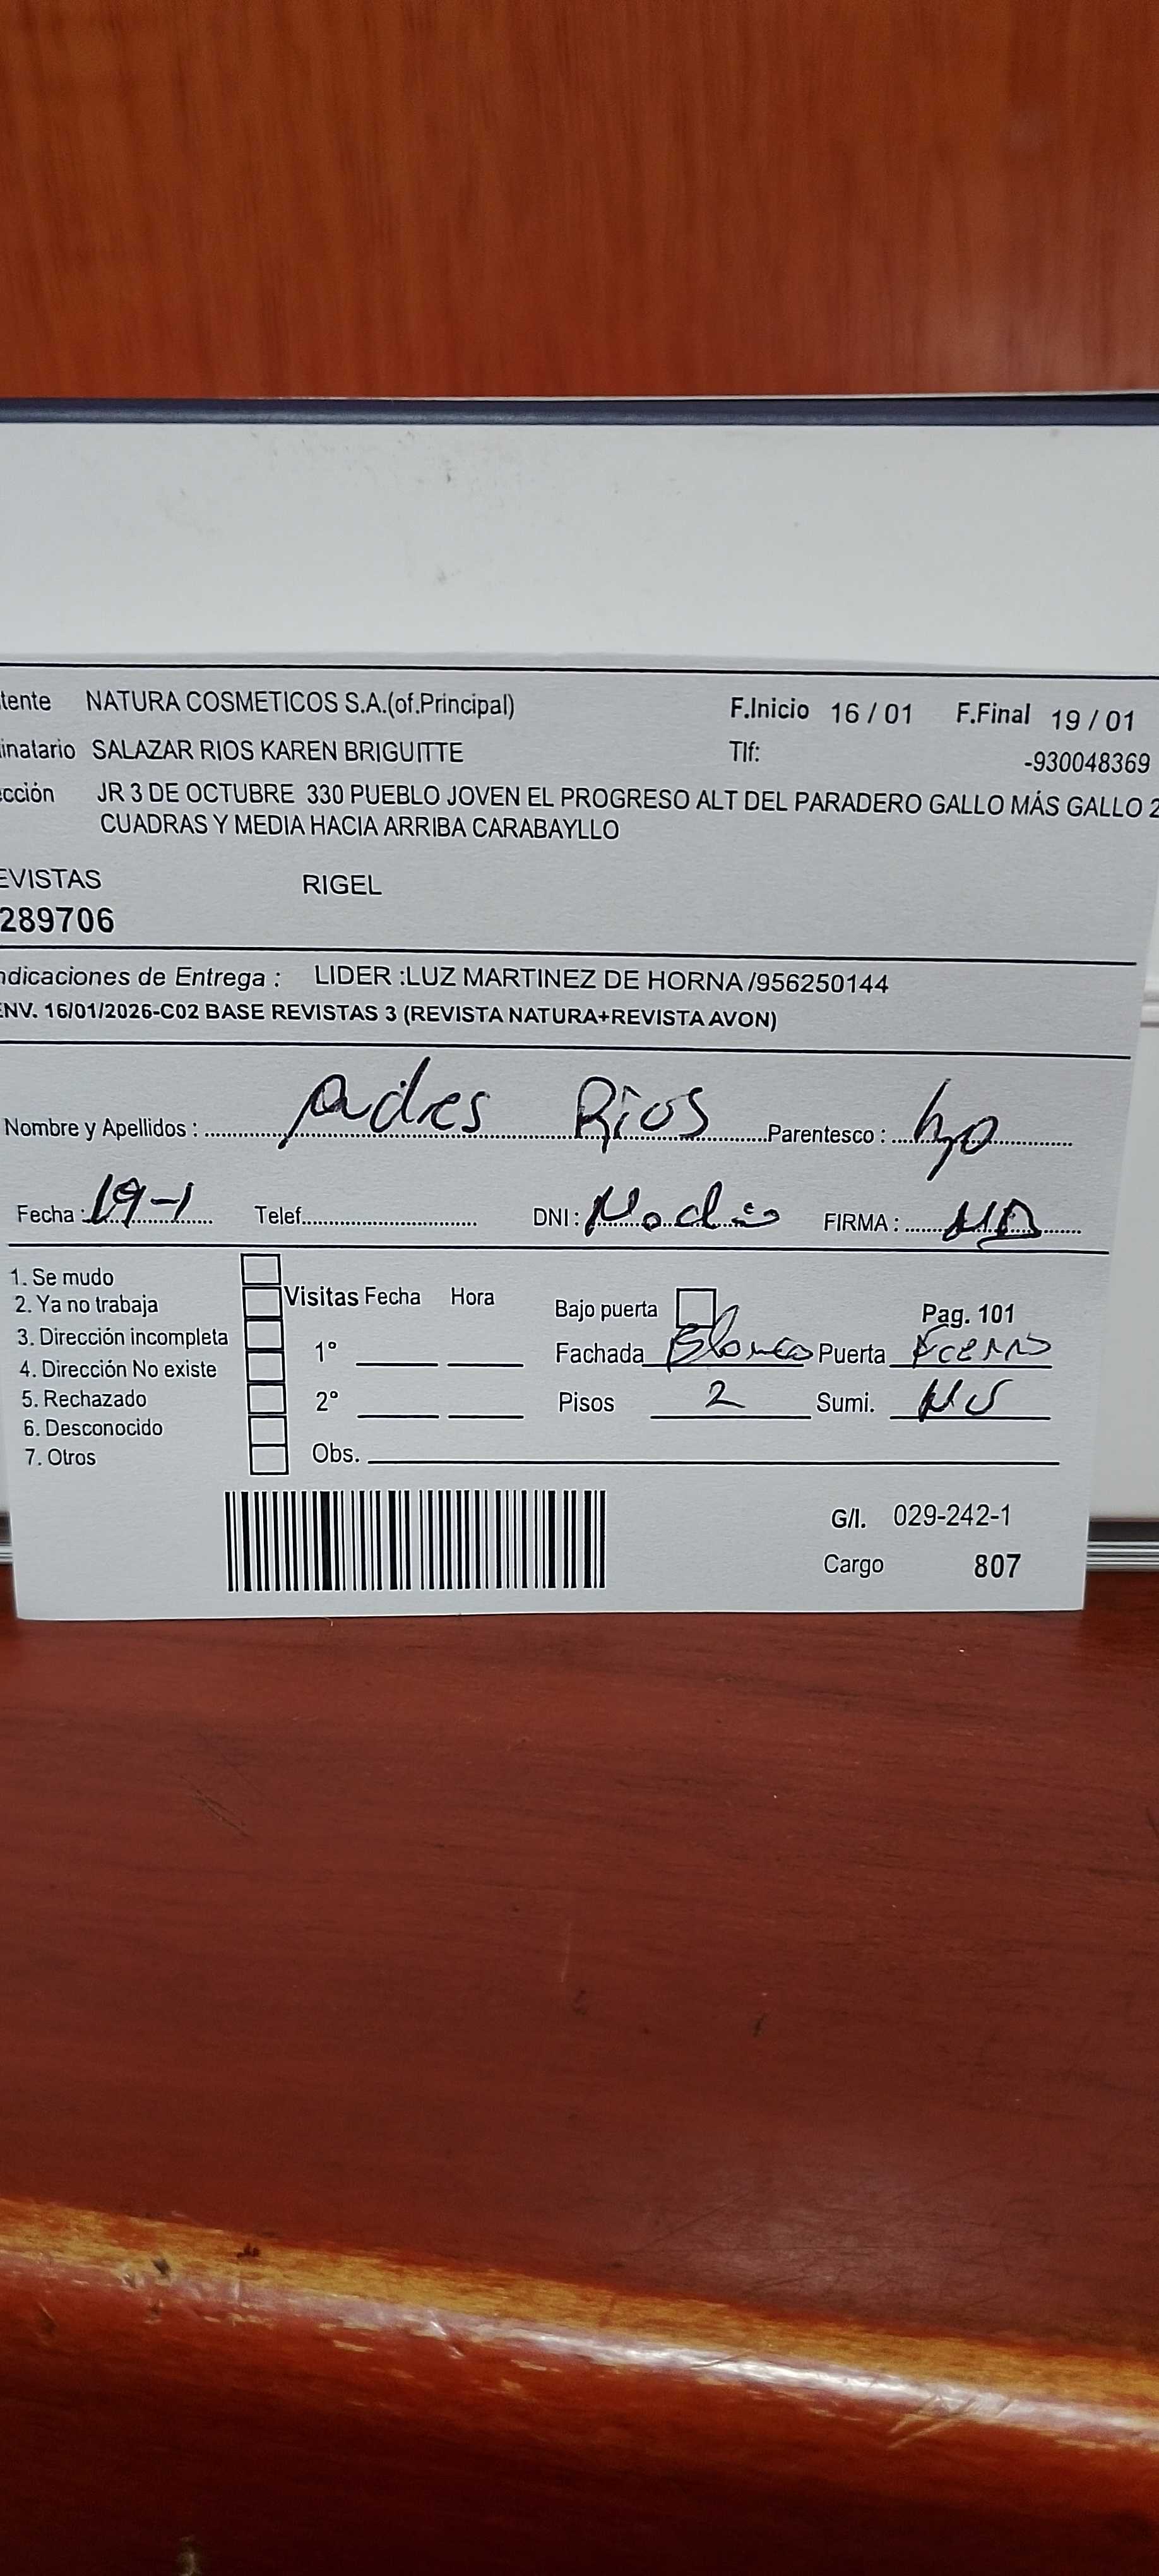 tente NATURA COSMETICOS S.A.(of.Principal) F.Inicio 16 / 01 F.Final 19 / 01
inatario SALAZAR RIOS KAREN BRIGUITTE Tlf: -930048369
cción JR 3 DE OCTUBRE 330 PUEBLO JOVEN EL PROGRESO ALT DEL PARADERO GALLO MÁS GALLO 2
CUADRAS Y MEDIA HACIA ARRIBA CARABAYLLO
EVISTAS RIGEL
289706
ndicaciones de Entrega : LIDER :LUZ MARTINEZ DE HORNA /956250144
ENV. 16/01/2026-C02 BASE REVISTAS 3 (REVISTA NATURA+REVISTA AVON)
Nombre y Apellidos : Adres Rios Parentesco : hjo
Fecha : 19-1 Telef. DNI : FIRMA :
1. Se mudo
2. Ya no trabaja Visitas Fecha Hora Bajo puerta Pag. 101
3. Dirección incompleta 1° Fachada Blanco Puerta
4. Dirección No existe
5. Rechazado 2° Pisos 2 Sumi.
6. Desconocido
7. Otros Obs.
G/I. 029-242-1
Cargo 807